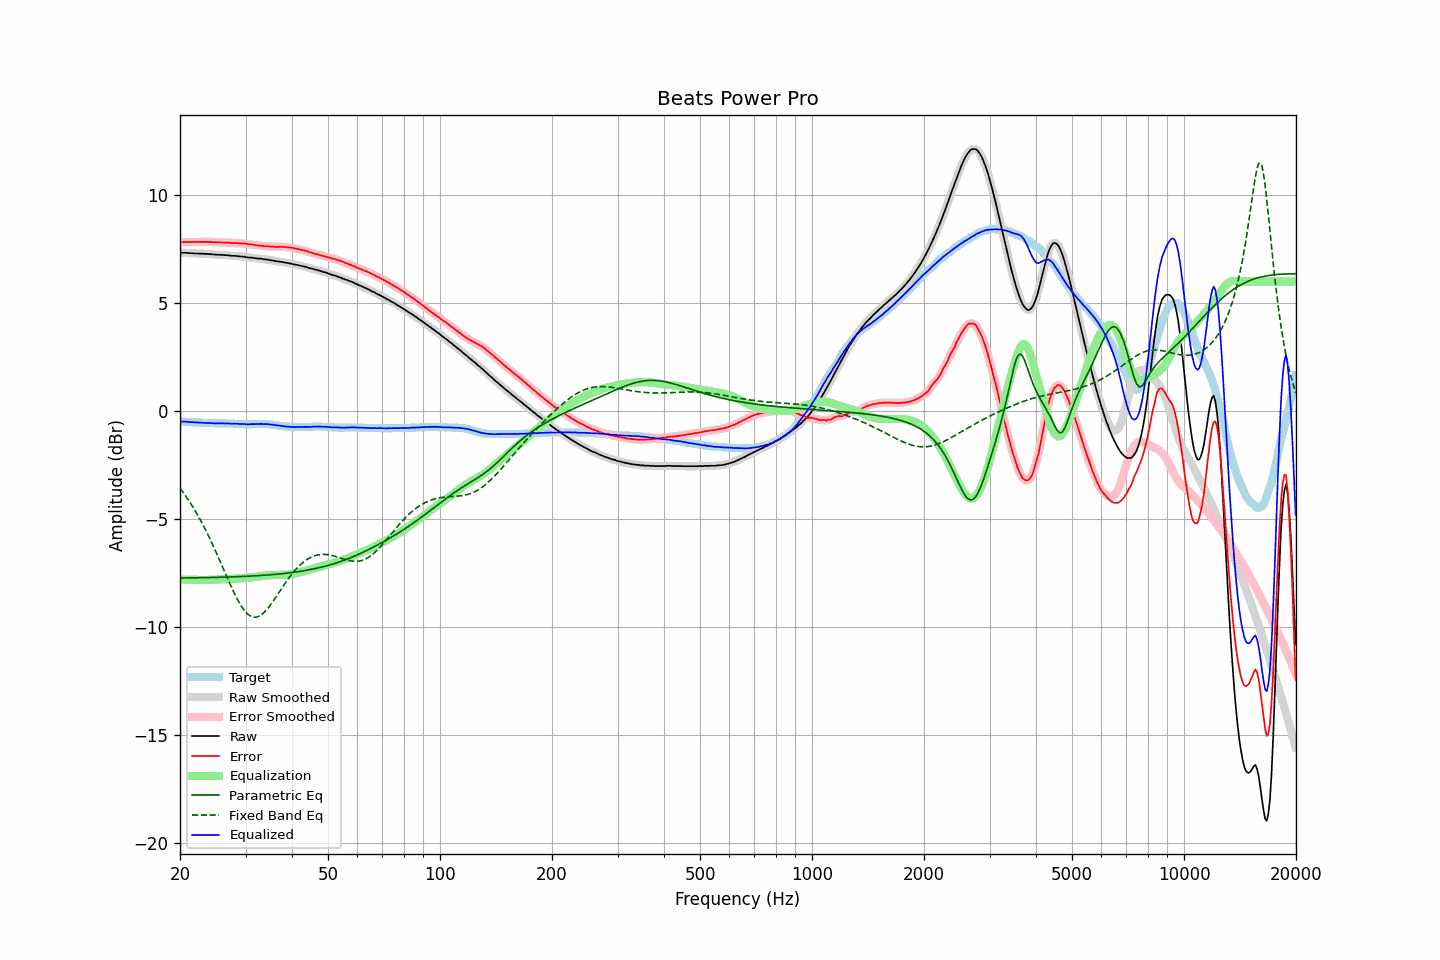 Beats Power Pro
Amplitude (dBr)
10
5
0
−5
−10
−15
−20
Target
Raw Smoothed
Error Smoothed
Raw
Error
Equalization
Parametric Eq
Fixed Band Eq
Equalized
20 50 100 200 500 1000 2000 5000 10000 20000
Frequency (Hz)